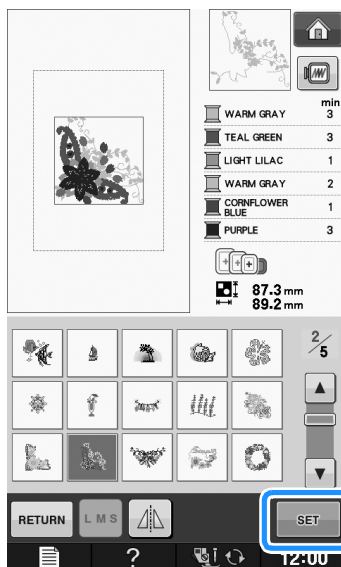 min
WARM GRAY 3
TEAL GREEN 3
LIGHT LILAC 1
WARM GRAY 2
CORNFLOWER
BLUE 1
PURPLE 3
87.3 mm
89.2 mm
2/5
RETURN L M S SET
? 12:00